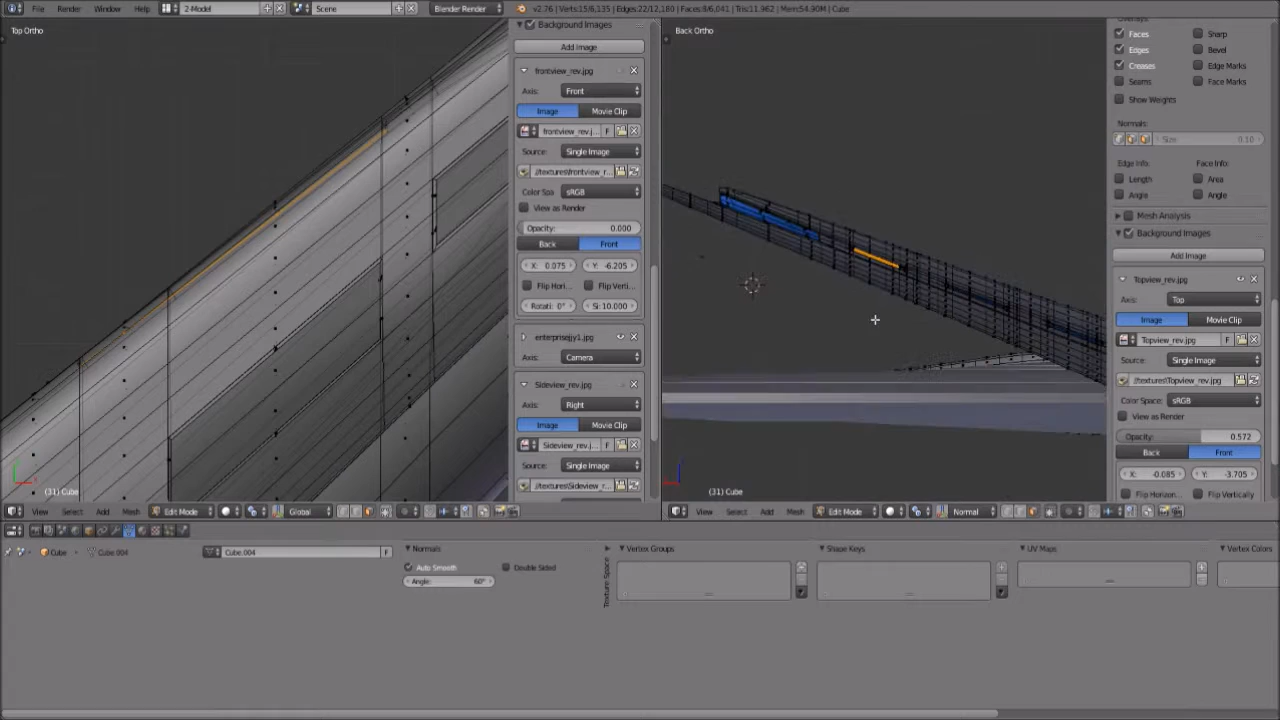 File Render Window Help 2-Model Scene Blender Render v2.76 | Verts:15/6,135 | Edges:22/12,180 | Faces:8/6,041 | Tris:11,962 | Mem:54.90M | Cube
Top Ortho
Background Images
Add Image
frontview_rev.jpg
Axis: Front
Image Movie Clip
frontview_rev.j... F
Source: Single Image
//textures\frontview_r...
Color Spa sRGB
View as Render
Opacity: 0.000
Back Front
X: 0.075 Y: -6.205
Flip Hori... Flip Verti...
Rotati: 0° Si: 10.000
enterprisejjy1.jpg
Axis: Camera
Sideview_rev.jpg
Axis: Right
Image Movie Clip
Sideview_rev.j... F
Source: Single Image
//textures\Sideview_r...
(31) Cube
View Select Add Mesh Edit Mode Global
Back Ortho
Faces Sharp
Edges Bevel
Creases Edge Marks
Seams Face Marks
Show Weights
Normals:
Size: 0.10
Edge Info: Face Info:
Length Area
Angle Angle
Mesh Analysis
Background Images
Add Image
Topview_rev.jpg
Axis: Top
Image Movie Clip
Topview_rev.jpg F
Source: Single Image
//textures\Topview_rev.jpg
Color Space: sRGB
View as Render
Opacity: 0.572
Back Front
X: -0.085 Y: -3.705
Flip Horizon... Flip Vertically
(31) Cube
View Select Add Mesh Edit Mode Normal
Cube Cube.004 Cube.004 F
Normals
Auto Smooth Double Sided
Angle: 60°
Texture Space
Vertex Groups Shape Keys UV Maps Vertex Colors